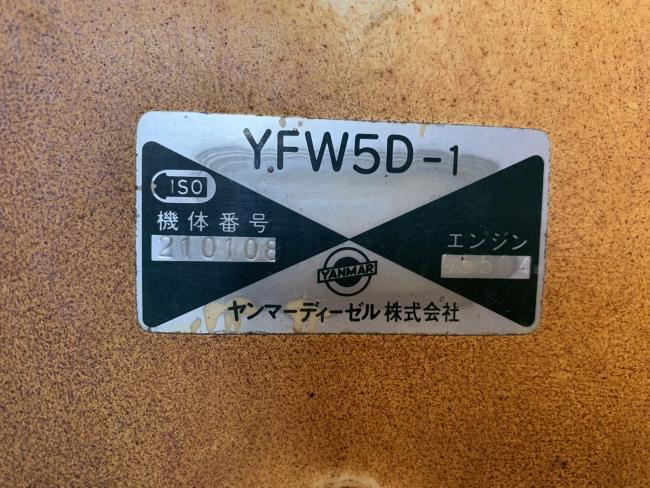 YFW5D-1
ISO
機体番号
210108
エンジン
YANMAR
ヤンマーディーゼル株式会社